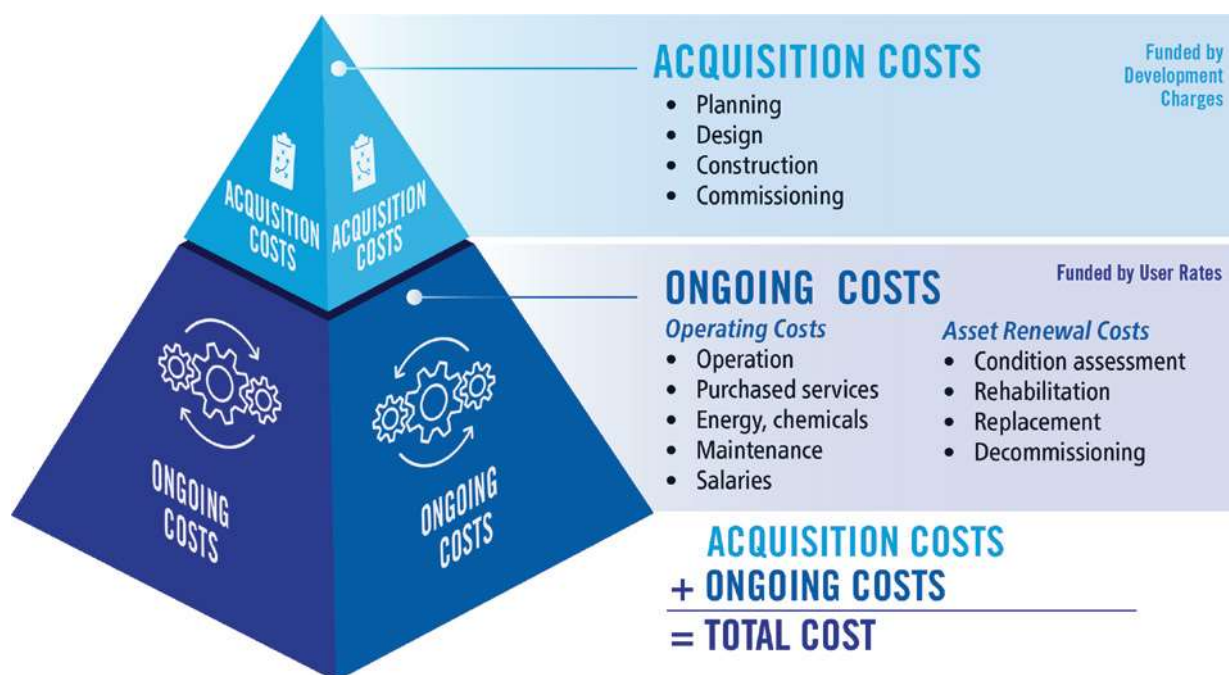 ACQUISITION COSTS
Funded by
Development
Charges
• Planning
• Design
• Construction
• Commissioning
ACQUISITION
COSTS
ACQUISITION
COSTS
ONGOING COSTS
Funded by User Rates
Operating Costs
• Operation
• Purchased services
• Energy, chemicals
• Maintenance
• Salaries
Asset Renewal Costs
• Condition assessment
• Rehabilitation
• Replacement
• Decommissioning
ONGOING
COSTS
ONGOING
COSTS
ACQUISITION COSTS
+ ONGOING COSTS
= TOTAL COST